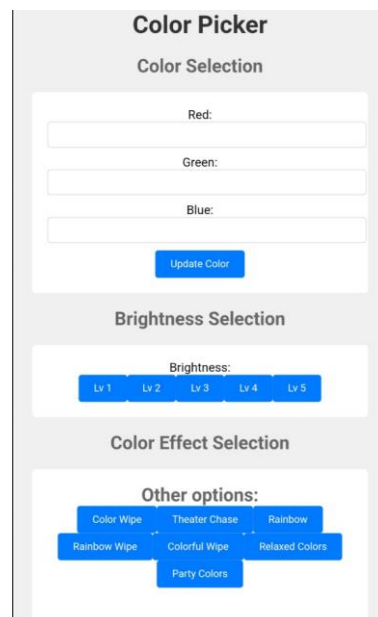 Color Picker
Color Selection
Red:
Green:
Blue:
Update Color
Brightness Selection
Brightness:
Lv 1 Lv 2 Lv 3 Lv 4 Lv 5
Color Effect Selection
Other options:
Color Wipe Theater Chase Rainbow
Rainbow Wipe Colorful Wipe Relaxed Colors
Party Colors